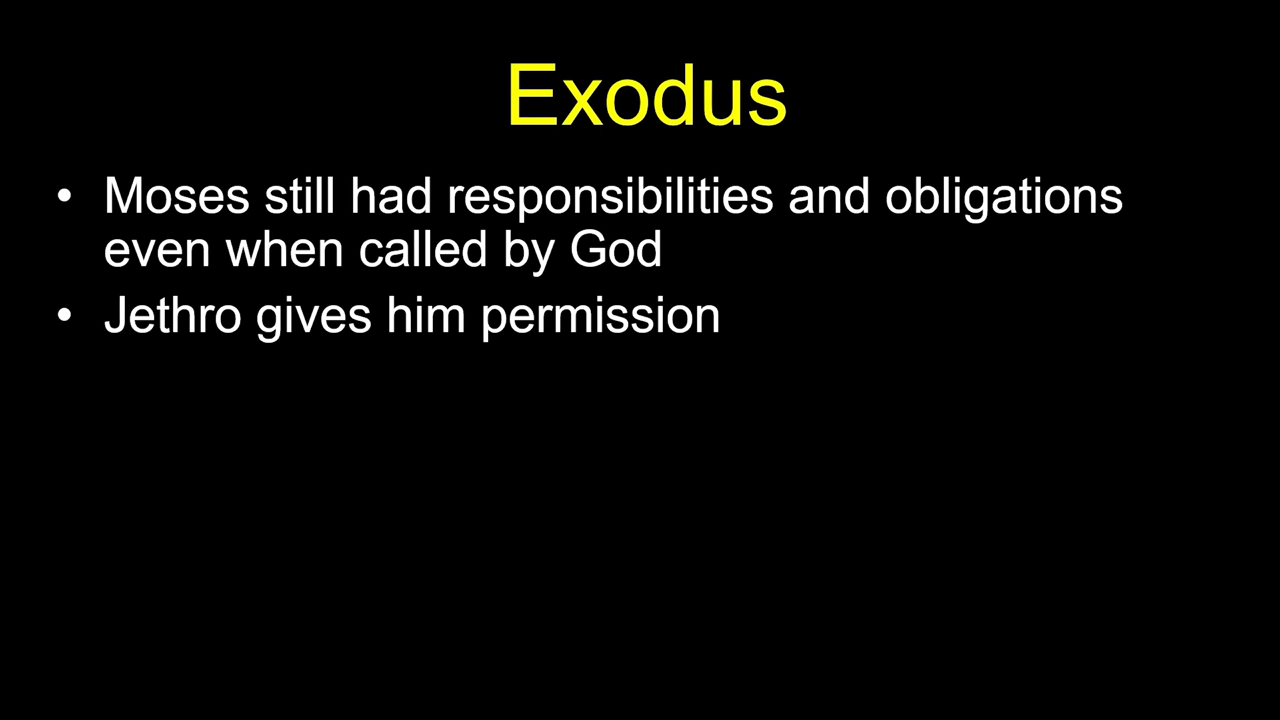 Exodus
• Moses still had responsibilities and obligations
even when called by God
• Jethro gives him permission